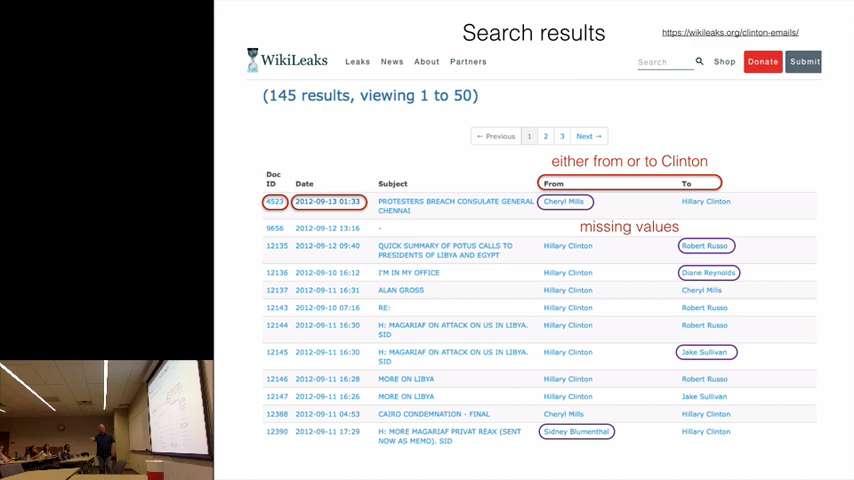 Search results
https://wikileaks.org/clinton-emails/
WikiLeaks Leaks News About Partners Search Shop Donate Submit
(145 results, viewing 1 to 50)
← Previous 1 2 3 Next →
either from or to Clinton
Doc ID Date Subject From To
4523 2012-09-13 01:33 PROTESTERS BREACH CONSULATE GENERAL Cheryl Mills Hillary Clinton
CHENNAI
missing values
9656 2012-09-12 13:16 -
12135 2012-09-12 09:40 QUICK SUMMARY OF POTUS CALLS TO Hillary Clinton Robert Russo
PRESIDENTS OF LIBYA AND EGYPT
12136 2012-09-10 16:12 I'M IN MY OFFICE Hillary Clinton Diane Reynolds
12137 2012-09-11 16:31 ALAN GROSS Hillary Clinton Cheryl Mills
12143 2012-09-10 07:16 RE: Hillary Clinton Robert Russo
12144 2012-09-11 16:30 H: MAGARIAF ON ATTACK ON US IN LIBYA. Hillary Clinton Robert Russo
SID
12145 2012-09-11 16:30 H: MAGARIAF ON ATTACK ON US IN LIBYA. Hillary Clinton Jake Sullivan
SID
12146 2012-09-11 16:28 MORE ON LIBYA Hillary Clinton Robert Russo
12147 2012-09-11 16:26 MORE ON LIBYA Hillary Clinton Jake Sullivan
12388 2012-09-11 04:53 CAIRO CONDEMNATION - FINAL Cheryl Mills Hillary Clinton
12390 2012-09-11 17:29 H: MORE MAGARIAF PRIVAT REAX (SENT Sidney Blumenthal Hillary Clinton
NOW AS MEMO). SID